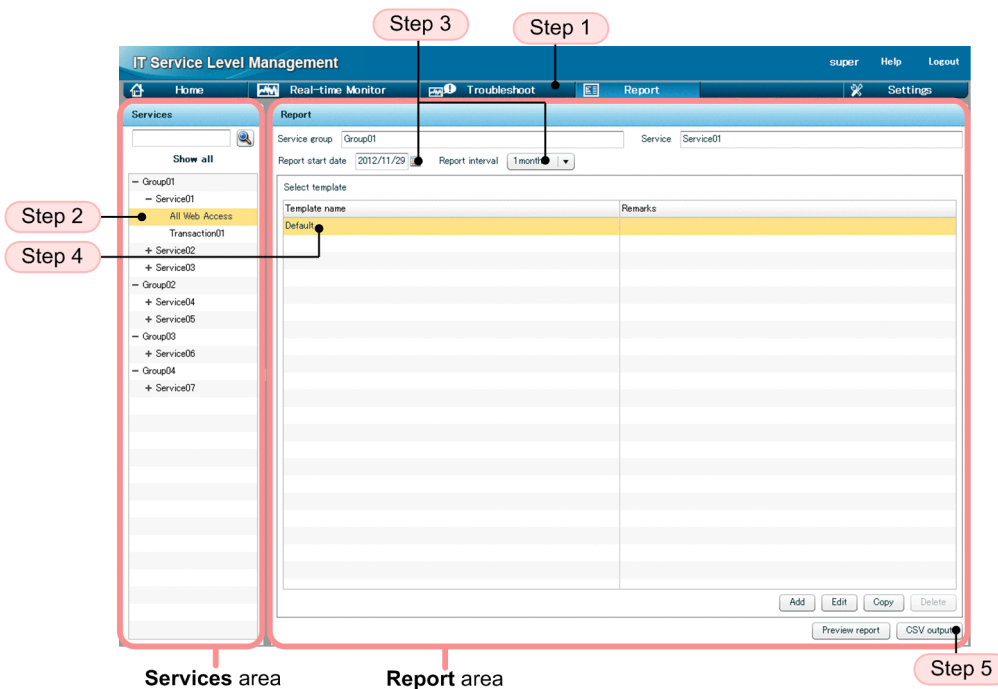 Step 3
Step 1
IT Service Level Management
super Help Logout
Home Real-time Monitor Troubleshoot Report Settings
Services
Report
Service group Group01 Service Service01
Show all
Report start date 2012/11/29 Report interval 1month
Group01
Select template
Service01
Template name Remarks
Step 2
All Web Access
Default
Transaction01
Step 4
Service02
Service03
Group02
Service04
Service05
Group03
Service06
Group04
Service07
Add Edit Copy Delete
Preview report CSV output
Step 5
Services area
Report area